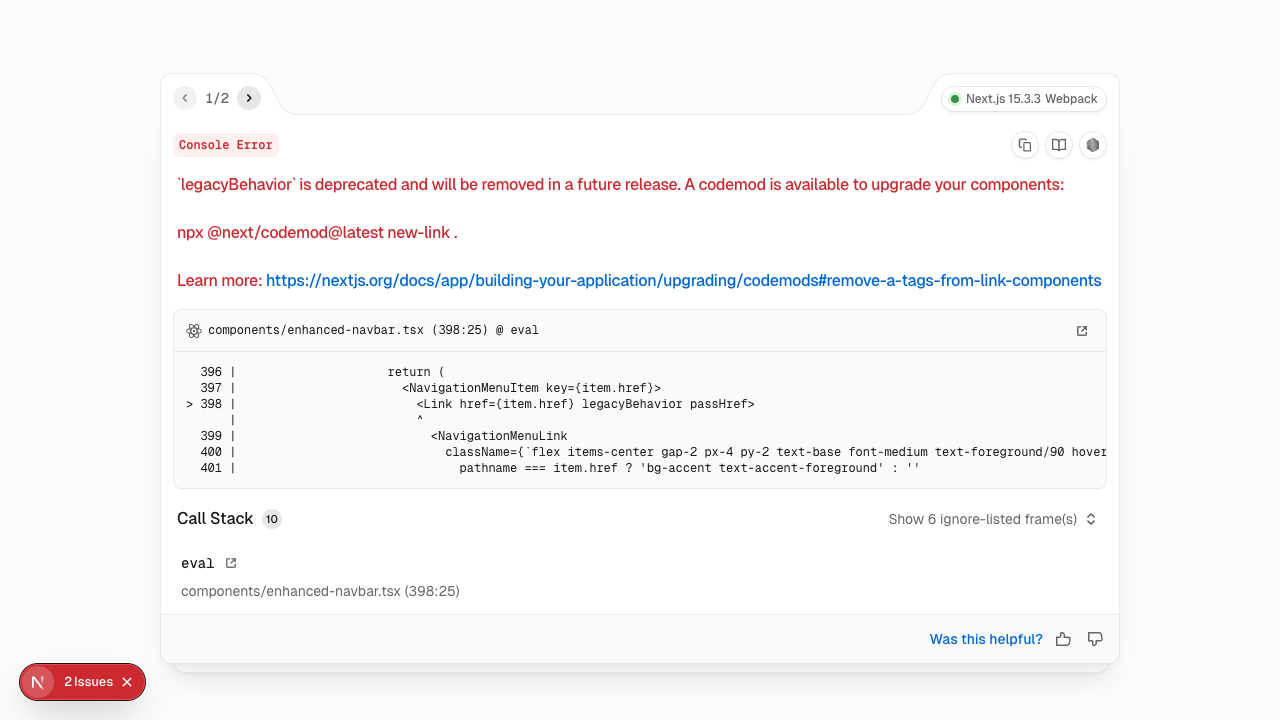 1/2
Next.js 15.3.3 Webpack
Console Error
`legacyBehavior` is deprecated and will be removed in a future release. A codemod is available to upgrade your components:
npx @next/codemod@latest new-link .
Learn more: https://nextjs.org/docs/app/building-your-application/upgrading/codemods#remove-a-tags-from-link-components
components/enhanced-navbar.tsx (398:25) @ eval
396 | return (
397 | <NavigationMenuItem key={item.href}>
> 398 | <Link href={item.href} legacyBehavior passHref>
| ^
399 | <NavigationMenuLink
400 | className={`flex items-center gap-2 px-4 py-2 text-base font-medium text-foreground/90 hover
401 | pathname === item.href ? 'bg-accent text-accent-foreground' : ''
Call Stack 10
Show 6 ignore-listed frame(s)
eval
components/enhanced-navbar.tsx (398:25)
Was this helpful?
N 2 Issues